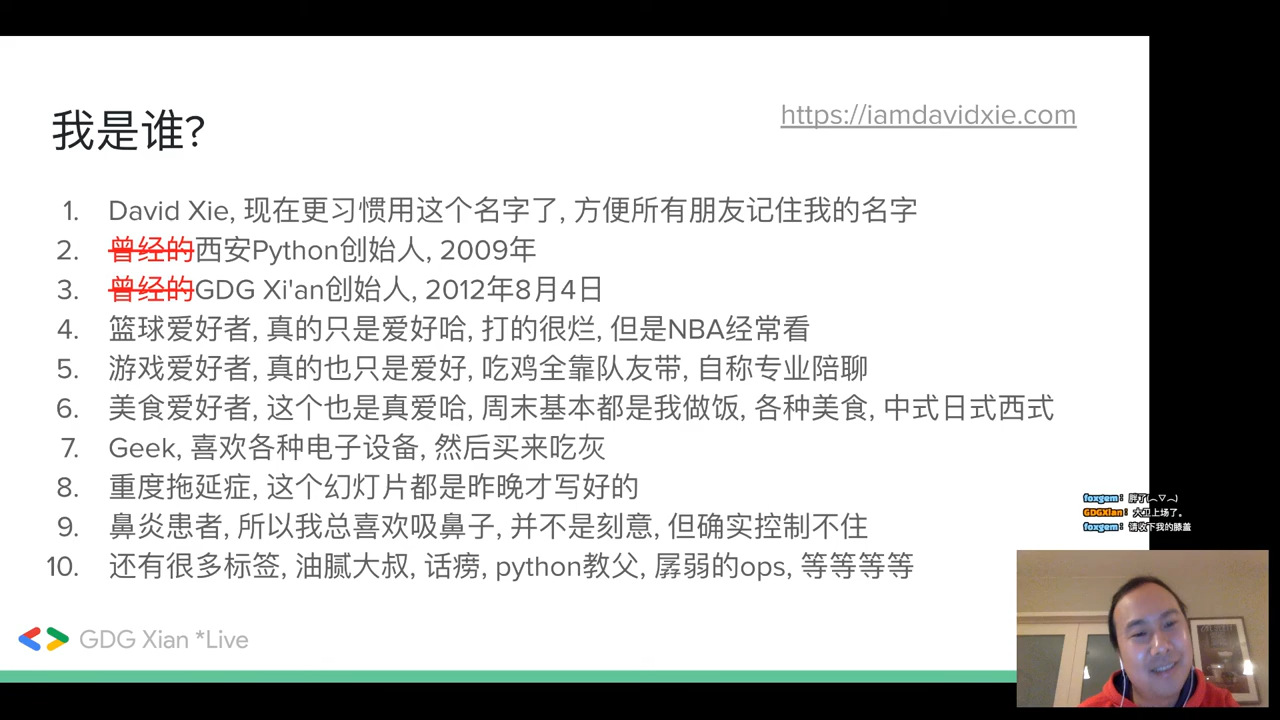 我是谁?
https://iamdavidxie.com
1. David Xie, 现在更习惯用这个名字了, 方便所有朋友记住我的名字
2. 曾经的西安Python创始人, 2009年
3. 曾经的GDG Xi'an创始人, 2012年8月4日
4. 篮球爱好者, 真的只是爱好哈, 打的很烂, 但是NBA经常看
5. 游戏爱好者, 真的也只是爱好, 吃鸡全靠队友带, 自称专业陪聊
6. 美食爱好者, 这个也是真爱哈, 周末基本都是我做饭, 各种美食, 中式日式西式
7. Geek, 喜欢各种电子设备, 然后买来吃灰
8. 重度拖延症, 这个幻灯片都是昨晚才写好的
9. 鼻炎患者, 所以我总喜欢吸鼻子, 并不是刻意, 但确实控制不住
10. 还有很多标签, 油腻大叔, 话痨, python教父, 孱弱的ops, 等等等等
foxgem: 胖了(︶▽︶)
GDGXian: 大卫上场了。
foxgem: 请收下我的膝盖
GDG Xian *Live